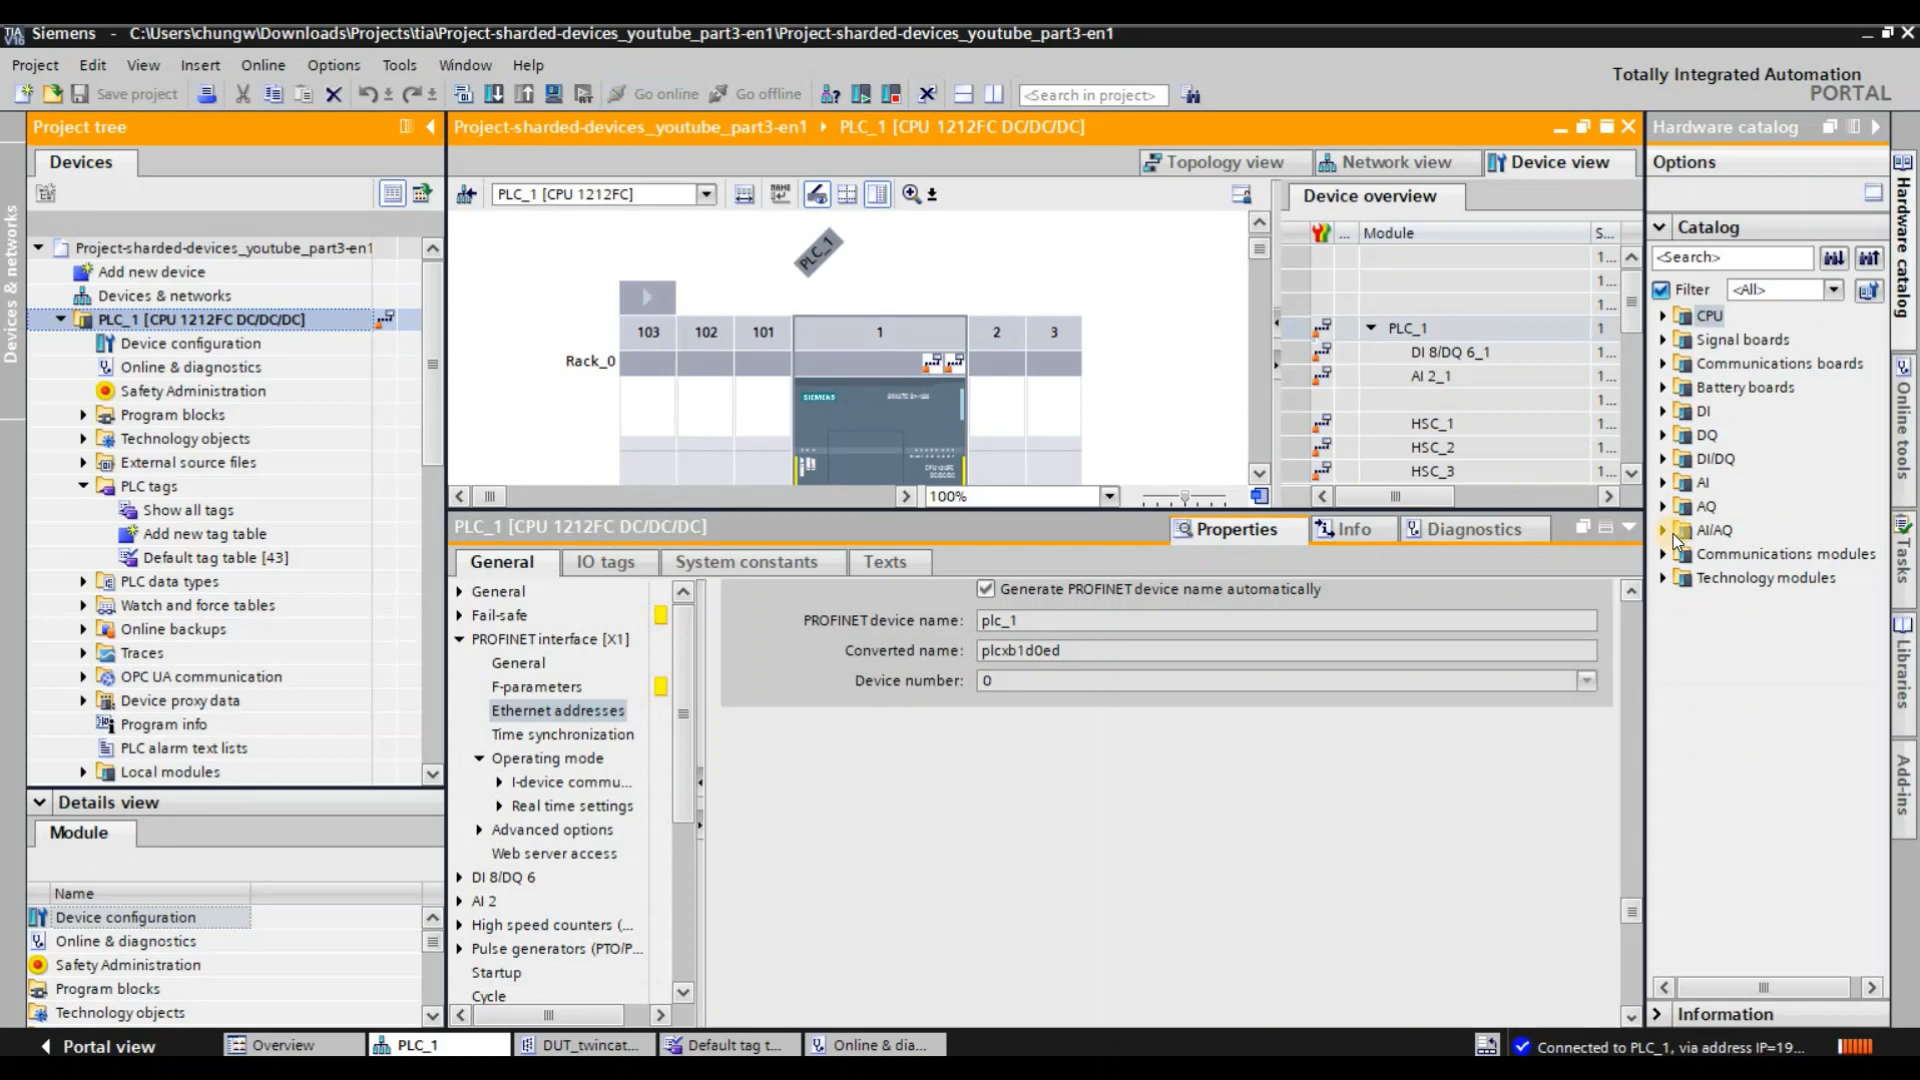 Siemens - C:\Users\chungw\Downloads\Projects\tia\Project-sharded-devices_youtube_part3-en1\Project-sharded-devices_youtube_part3-en1
Project Edit View Insert Online Options Tools Window Help
Totally Integrated Automation
PORTAL
Save project Go online Go offline <Search in project>
Project tree
Project-sharded-devices_youtube_part3-en1 PLC_1 [CPU 1212FC DC/DC/DC]
Hardware catalog
Devices
Topology view Network view Device view
Options
PLC_1 [CPU 1212FC]
Device overview
Project-sharded-devices_youtube_part3-en1
Add new device
Devices & networks
PLC_1 [CPU 1212FC DC/DC/DC]
Device configuration
Online & diagnostics
Safety Administration
Program blocks
Technology objects
External source files
PLC tags
Show all tags
Add new tag table
Default tag table [43]
PLC data types
Watch and force tables
Online backups
Traces
OPC UA communication
Device proxy data
Program info
PLC alarm text lists
Local modules
Details view
Module
Name
Device configuration
Online & diagnostics
Safety Administration
Program blocks
Technology objects
Devices & networks
PLC_1
103 102 101 1 2 3
Rack_0
SIEMENS
100%
... Module S...
1...
1...
1...
PLC_1 1
DI 8/DQ 6_1 1...
AI 2_1 1...
1...
HSC_1 1...
HSC_2 1...
HSC_3 1...
PLC_1 [CPU 1212FC DC/DC/DC]
Properties Info Diagnostics
General IO tags System constants Texts
General
Fail-safe
PROFINET interface [X1]
General
F-parameters
Ethernet addresses
Time synchronization
Operating mode
I-device commu...
Real time settings
Advanced options
Web server access
DI 8/DQ 6
AI 2
High speed counters (...
Pulse generators (PTO/P...
Startup
Cycle
Generate PROFINET device name automatically
PROFINET device name: plc_1
Converted name: plcxb1d0ed
Device number: 0
Catalog
<Search>
Filter <All>
CPU
Signal boards
Communications boards
Battery boards
DI
DQ
DI/DQ
AI
AQ
AI/AQ
Communications modules
Technology modules
Information
Hardware catalog
Online tools
Tasks
Libraries
Add-ins
Portal view Overview PLC_1 DUT_twincat... Default tag t... Online & dia...
Connected to PLC_1, via address IP=19...